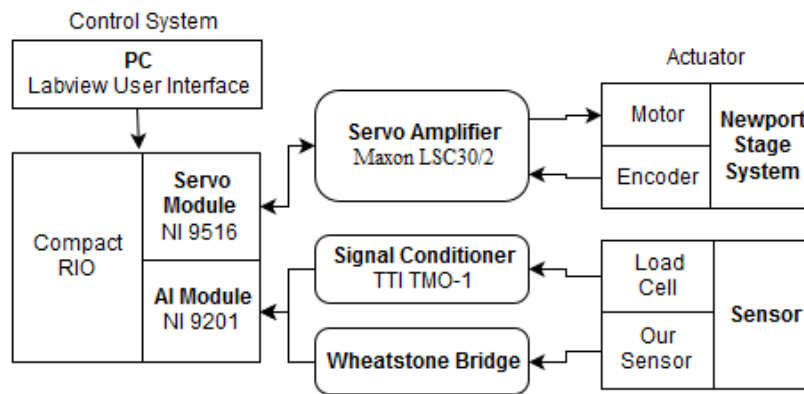 Control System
PC
Labview User Interface
Compact
RIO
Servo
Module
NI 9516
AI Module
NI 9201
Servo Amplifier
Maxon LSC30/2
Signal Conditioner
TTI TMO-1
Wheatstone Bridge
Actuator
Motor
Encoder
Newport
Stage
System
Load
Cell
Our
Sensor
Sensor